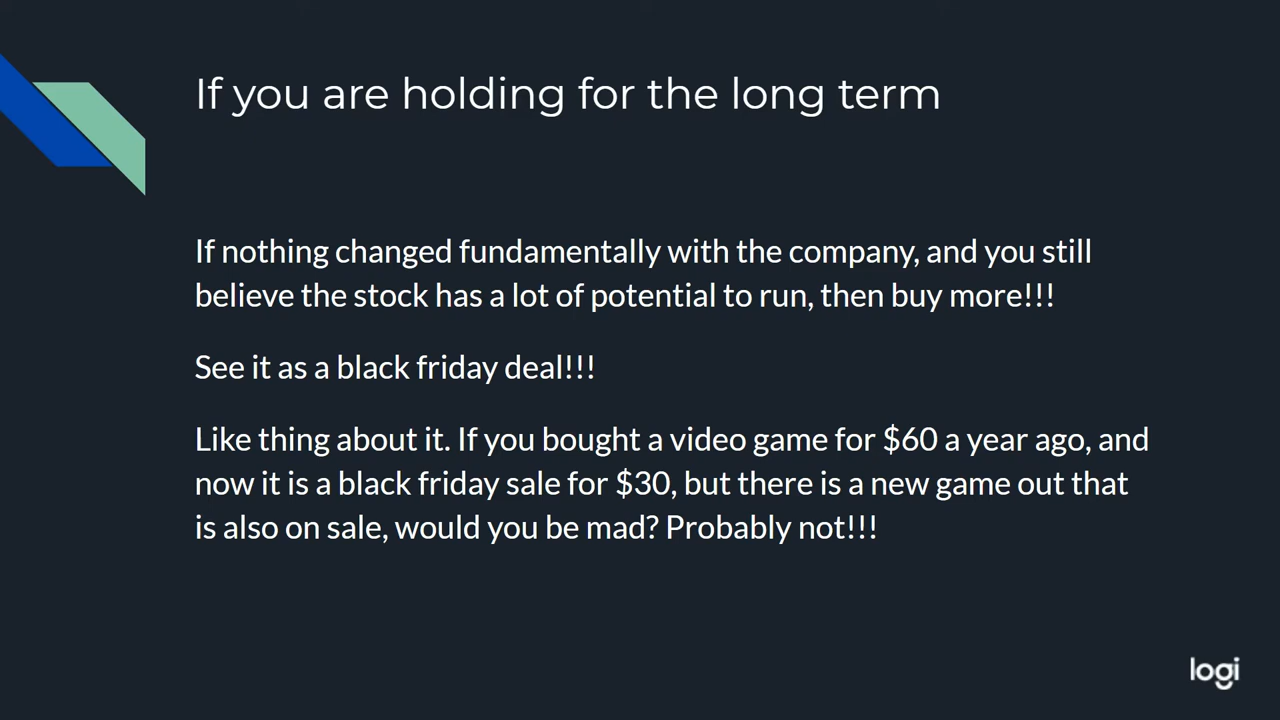 If you are holding for the long term
If nothing changed fundamentally with the company, and you still
believe the stock has a lot of potential to run, then buy more!!!
See it as a black friday deal!!!
Like thing about it. If you bought a video game for $60 a year ago, and
now it is a black friday sale for $30, but there is a new game out that
is also on sale, would you be mad? Probably not!!!
logi